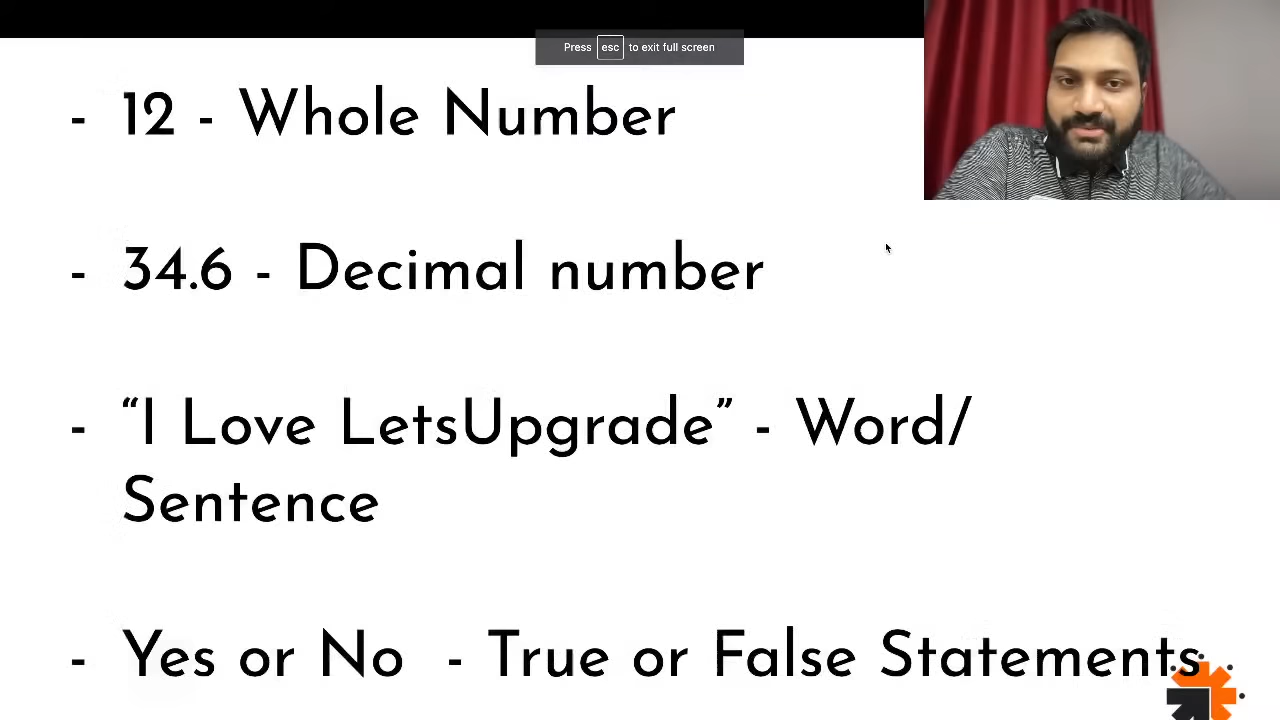 Press esc to exit full screen
- 12 - Whole Number
- 34.6 - Decimal number
- “I Love LetsUpgrade” - Word/
Sentence
- Yes or No - True or False Statements